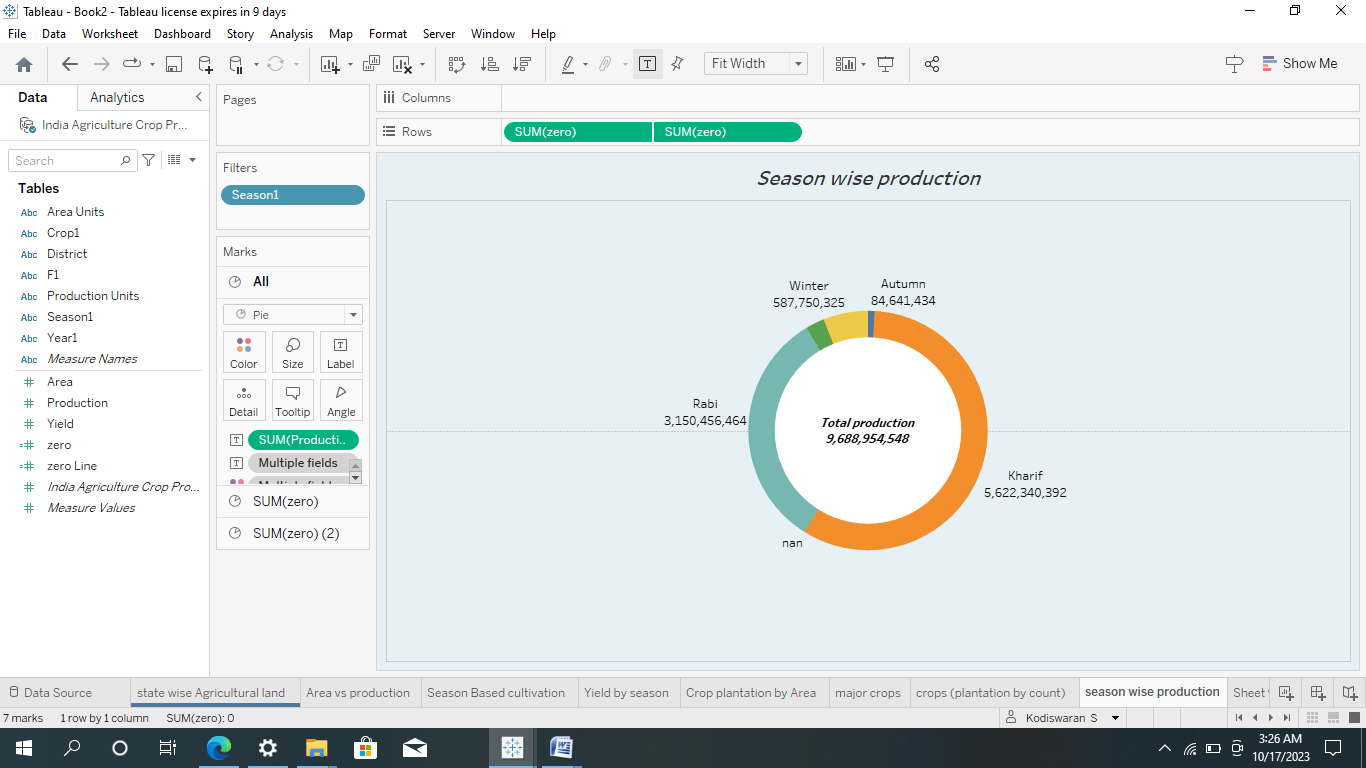 Tableau - Book2 - Tableau license expires in 9 days
File Data Worksheet Dashboard Story Analysis Map Format Server Window Help
Fit Width
Show Me
Data Analytics
India Agriculture Crop Pr...
Search
Tables
Abc Area Units
Abc Crop1
Abc District
Abc F1
Abc Production Units
Abc Season1
Abc Year1
Abc Measure Names
# Area
# Production
# Yield
=# zero
=# zero Line
# India Agriculture Crop Pro...
# Measure Values
Pages
Filters
Season1
Marks
All
Pie
Color Size Label
Detail Tooltip Angle
T SUM(Producti..
T Multiple fields
SUM(zero)
SUM(zero) (2)
Columns
Rows SUM(zero) SUM(zero)
Season wise production
Winter
587,750,325
Autumn
84,641,434
Rabi
3,150,456,464
Total production
9,688,954,548
Kharif
5,622,340,392
nan
Data Source state wise Agricultural land Area vs production Season Based cultivation Yield by season Crop plantation by Area major crops crops (plantation by count) season wise production Sheet
7 marks 1 row by 1 column SUM(zero): 0 Kodiswaran S
3:26 AM
10/17/2023